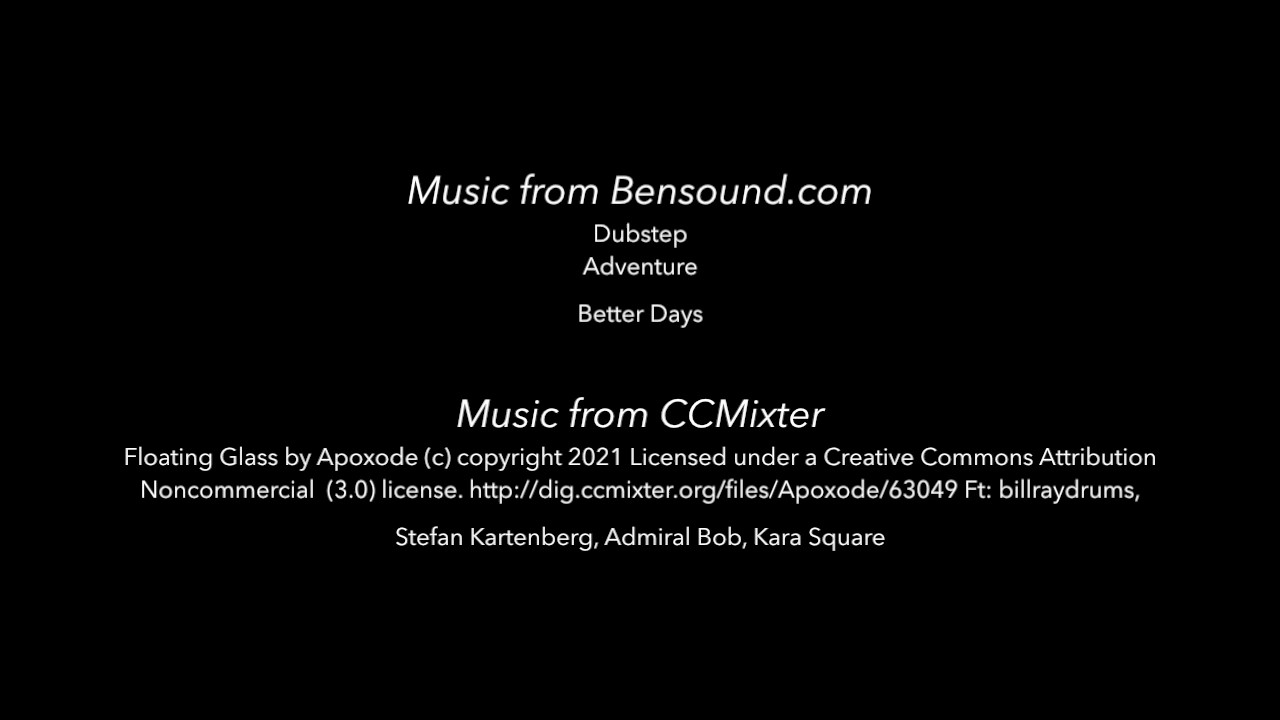 Music from Bensound.com
Dubstep
Adventure
Better Days
Music from CCMixter
Floating Glass by Apoxode (c) copyright 2021 Licensed under a Creative Commons Attribution
Noncommercial  (3.0) license. http://dig.ccmixter.org/files/Apoxode/63049 Ft: billraydrums,
Stefan Kartenberg, Admiral Bob, Kara Square